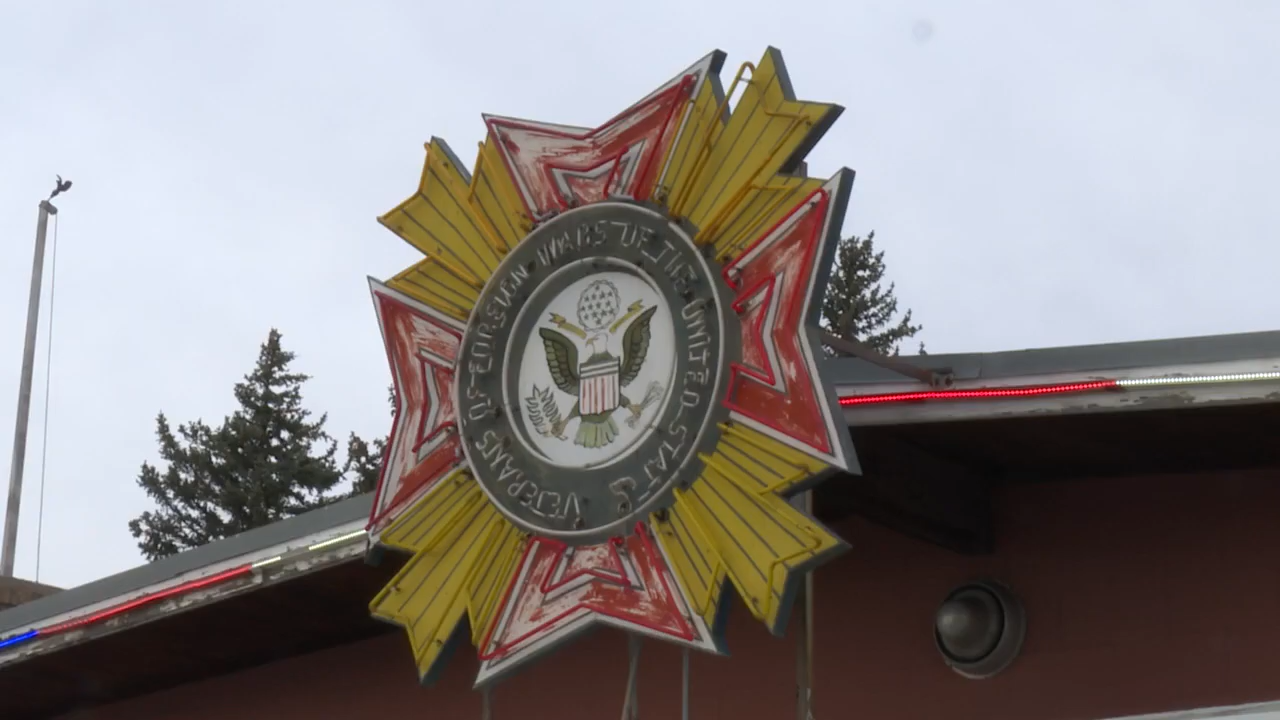 VETERANS OF FOREIGN WARS OF THE UNITED STATES